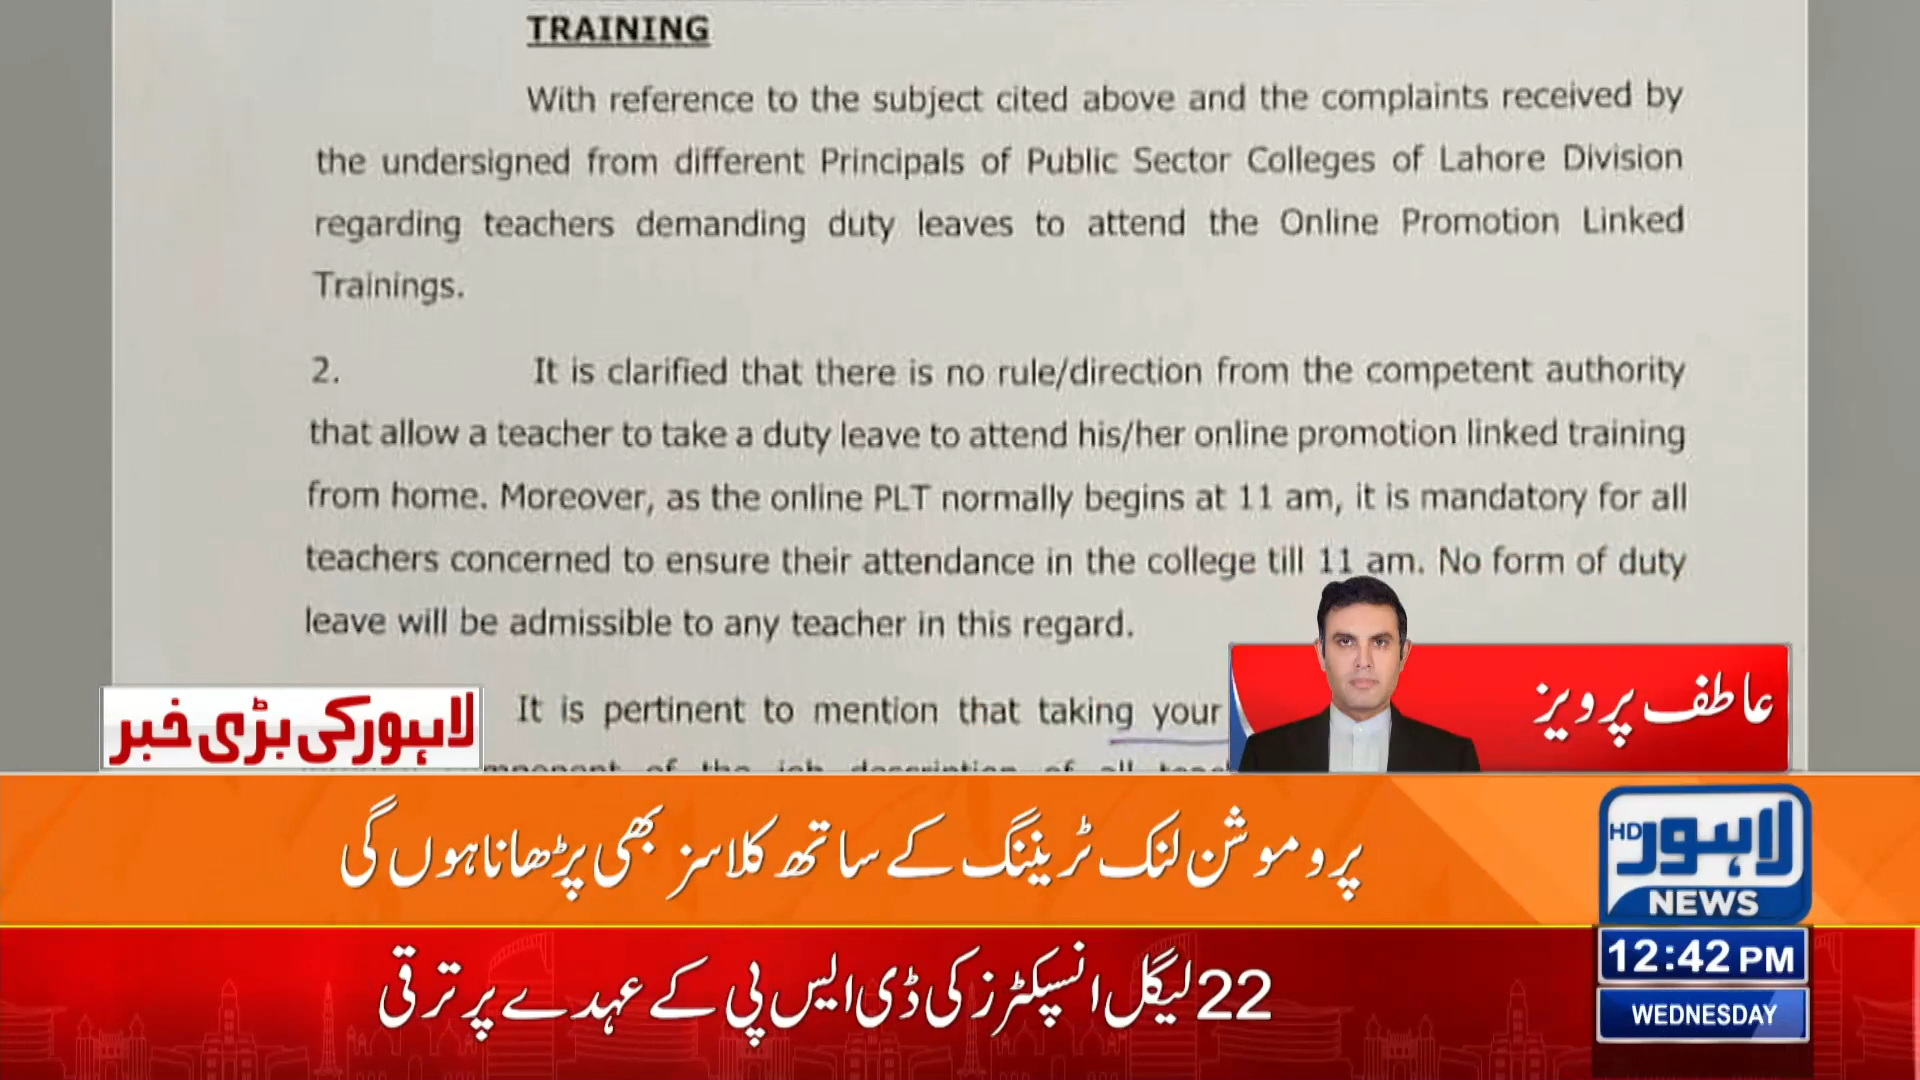 TRAINING
With reference to the subject cited above and the complaints received by
the undersigned from different Principals of Public Sector Colleges of Lahore Division
regarding teachers demanding duty leaves to attend the Online Promotion Linked
Trainings.
2. It is clarified that there is no rule/direction from the competent authority
that allow a teacher to take a duty leave to attend his/her online promotion linked training
from home. Moreover, as the online PLT normally begins at 11 am, it is mandatory for all
teachers concerned to ensure their attendance in the college till 11 am. No form of duty
leave will be admissible to any teacher in this regard.
It is pertinent to mention that taking your
of the job description of all
عاطف پرویز
لاہور کی بڑی خبر
پروموشن لنک ٹریننگ کے ساتھ کلاسز بھی پڑھانا ہوں گی
لاہور HD
NEWS
22 لیگل انسپکٹرز کی ڈی ایس پی کے عہدے پر ترقی
12:42 PM
WEDNESDAY